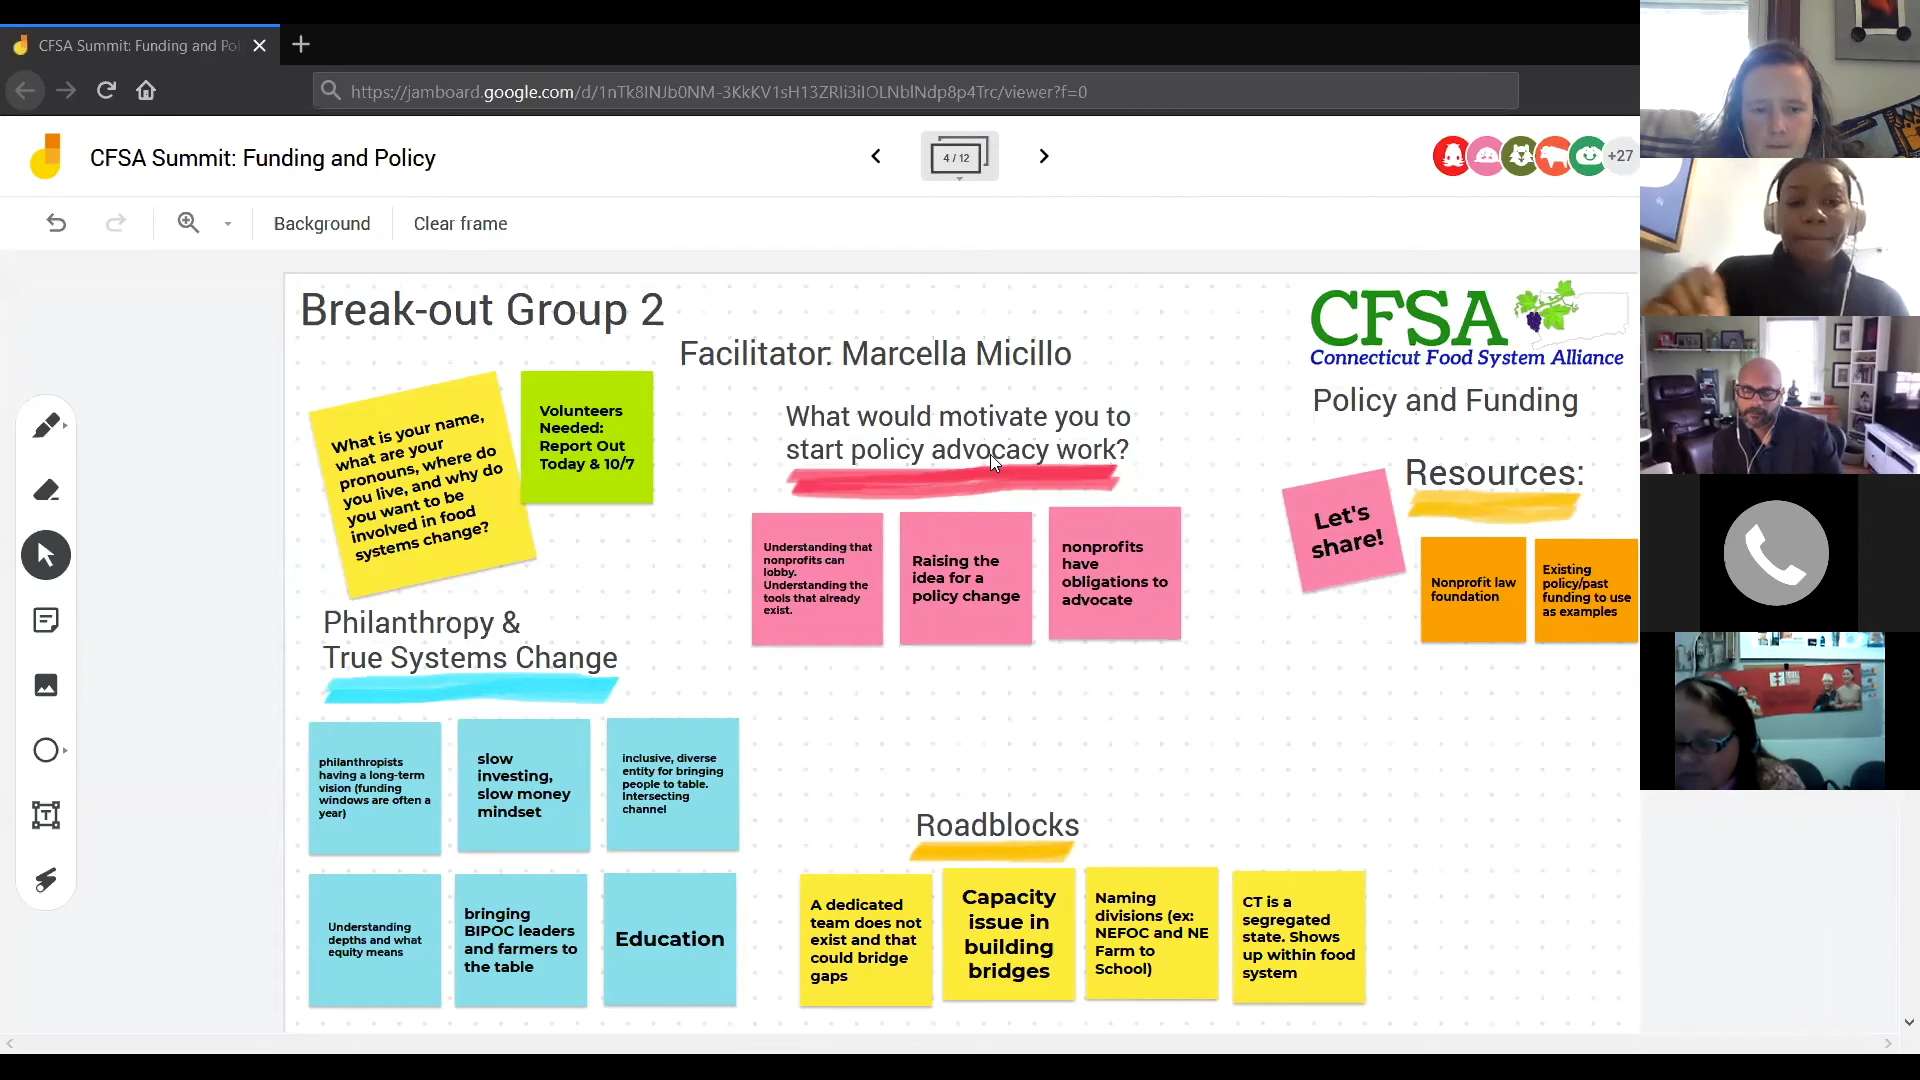 CFSA Summit: Funding and Pol
https://jamboard.google.com/d/1nTk8INJb0NM-3KkKV1sH13ZRli3iIOLNblNdp8p4Trc/viewer?f=0
CFSA Summit: Funding and Policy
4 / 12
+27
Background
Clear frame
Break-out Group 2
Facilitator: Marcella Micillo
CFSA
Connecticut Food System Alliance
Policy and Funding
What is your name,
what are your
pronouns, where do
you live, and why do
you want to be
involved in food
systems change?
Volunteers
Needed:
Report Out
Today & 10/7
What would motivate you to
start policy advocacy work?
Understanding that
nonprofits can
lobby.
Understanding the
tools that already
exist.
Raising the
idea for a
policy change
nonprofits
have
obligations to
advocate
Let's
share!
Resources:
Nonprofit law
foundation
Existing
policy/past
funding to use
as examples
Philanthropy &
True Systems Change
philanthropists
having a long-term
vision (funding
windows are often a
year)
slow
investing,
slow money
mindset
inclusive, diverse
entity for bringing
people to table.
Intersecting
channel
Understanding
depths and what
equity means
bringing
BIPOC leaders
and farmers to
the table
Education
Roadblocks
A dedicated
team does not
exist and that
could bridge
gaps
Capacity
issue in
building
bridges
Naming
divisions (ex:
NEFOC and NE
Farm to
School)
CT is a
segregated
state. Shows
up within food
system